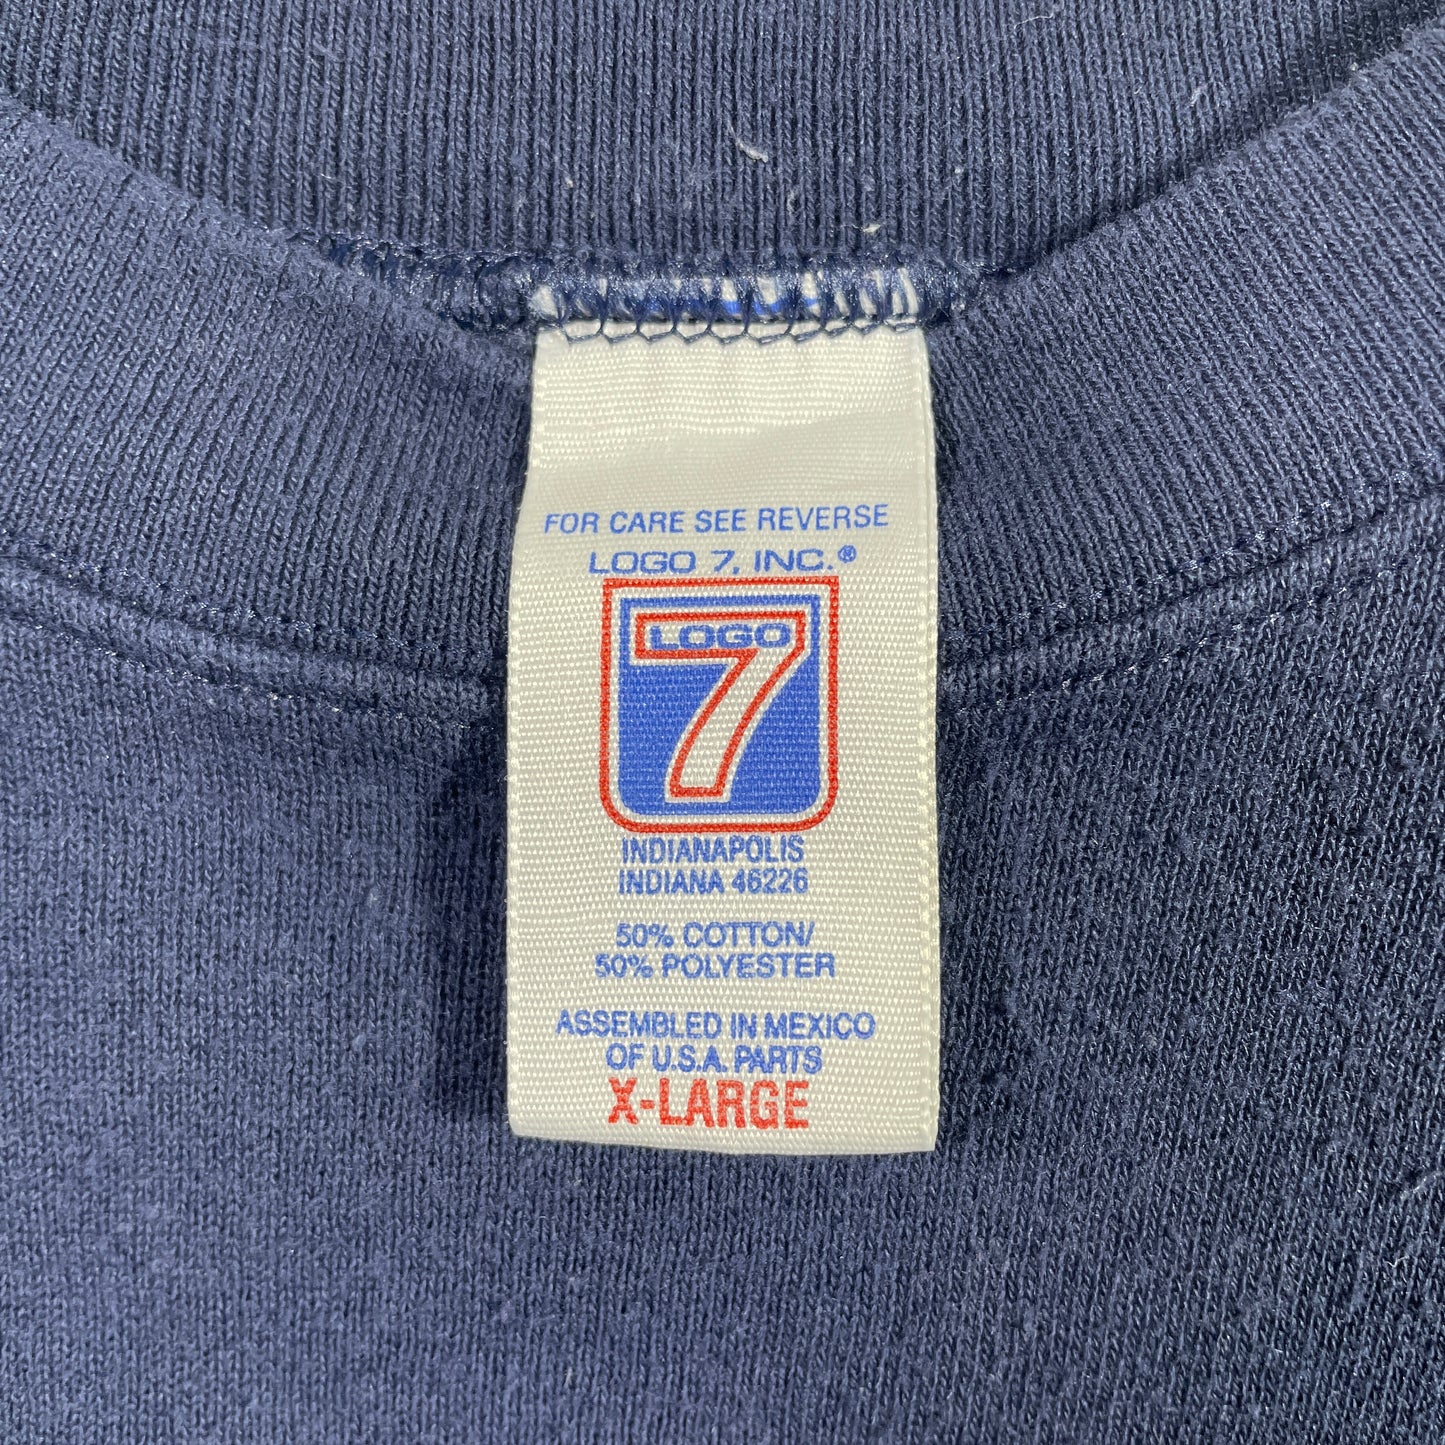 FOR CARE SEE REVERSE
LOGO 7, INC.®
LOGO
7
INDIANAPOLIS
INDIANA 46226
50% COTTON/
50% POLYESTER
ASSEMBLED IN MEXICO
OF U.S.A. PARTS
X-LARGE